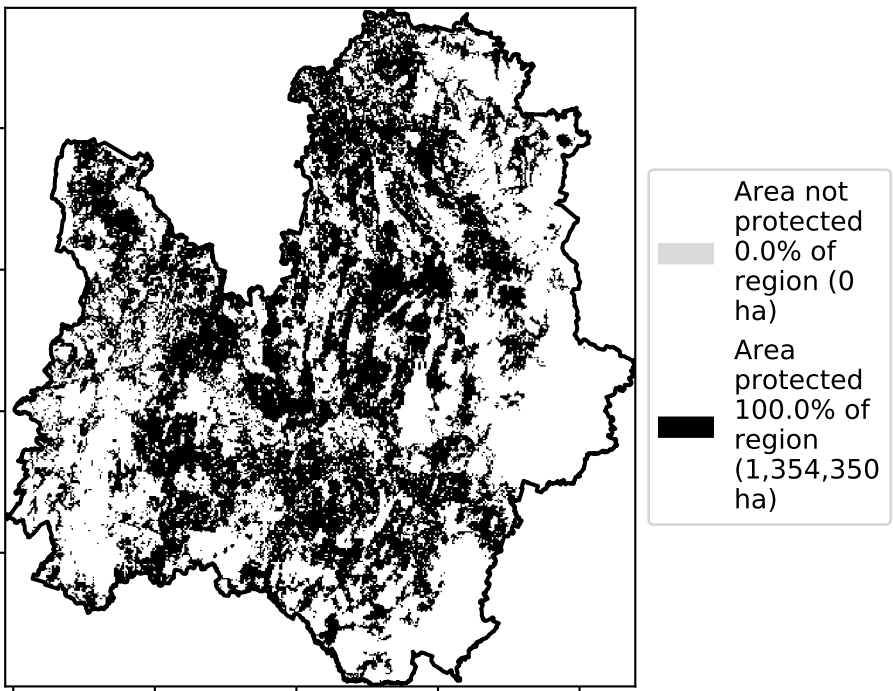 Area not
protected
0.0% of
region (0
ha)
Area
protected
100.0% of
region
(1,354,350
ha)